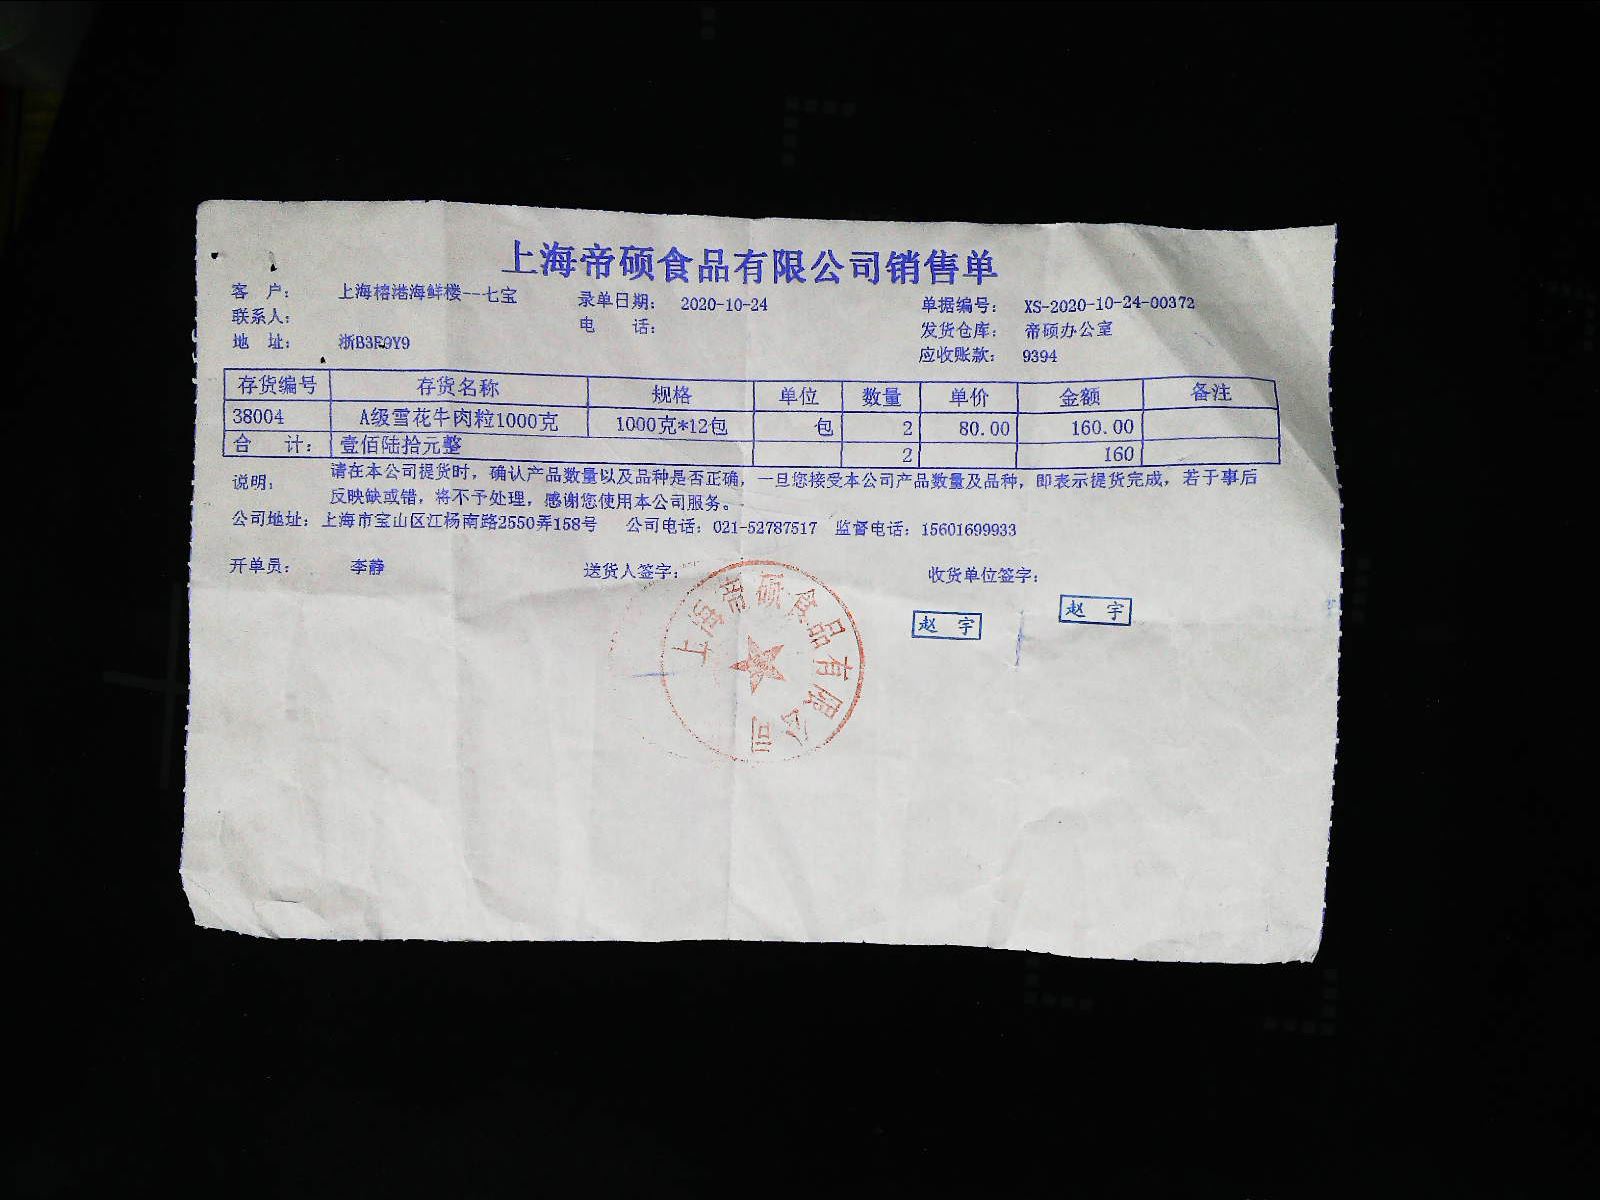 上海帝硕食品有限公司销售单
客 户： 上海榕港海鲜楼--七宝 录单日期： 2020-10-24 单据编号： XS-2020-10-24-00372
联系人： 电 话： 发货仓库： 帝硕办公室
地 址： 浙B3F9Y9 应收账款： 9394
存货编号 存货名称 规格 单位 数量 单价 金额 备注
38004 A级雪花牛肉粒1000克 1000克*12包 包 2 80.00 160.00
合 计： 壹佰陆拾元整 2 160
说明： 请在本公司提货时，确认产品数量以及品种是否正确，一旦您接受本公司产品数量及品种，即表示提货完成，若于事后
反映缺或错，将不予处理，感谢您使用本公司服务。
公司地址：上海市宝山区江杨南路2550弄158号 公司电话：021-52787517 监督电话：15601699933
开单员： 李静 送货人签字： 收货单位签字：
上海帝硕食品有限公司
赵 宇 赵 宇